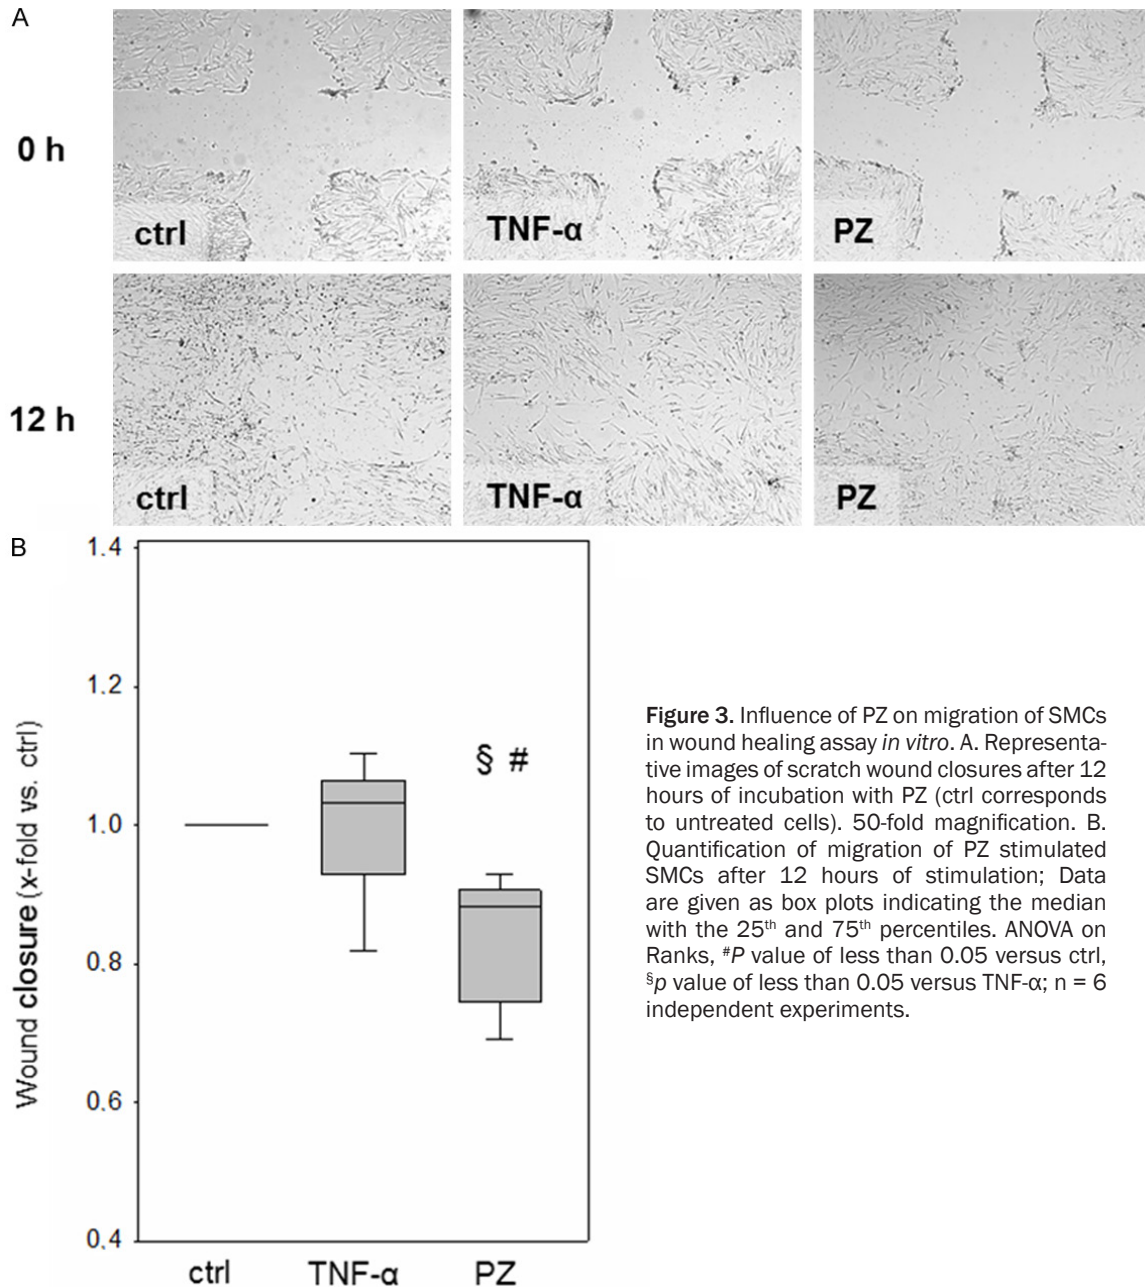 A
0 h
ctrl
TNF-α
PZ
12 h
ctrl
TNF-α
PZ
B
1.4
1.2
1.0
0.8
0.6
0.4
Wound closure (x-fold vs. ctrl)
§ #
ctrl
TNF-α
PZ
Figure 3. Influence of PZ on migration of SMCs
in wound healing assay in vitro. A. Representa-
tive images of scratch wound closures after 12
hours of incubation with PZ (ctrl corresponds
to untreated cells). 50-fold magnification. B.
Quantification of migration of PZ stimulated
SMCs after 12 hours of stimulation; Data
are given as box plots indicating the median
with the 25th and 75th percentiles. ANOVA on
Ranks, #P value of less than 0.05 versus ctrl,
§p value of less than 0.05 versus TNF-α; n = 6
independent experiments.